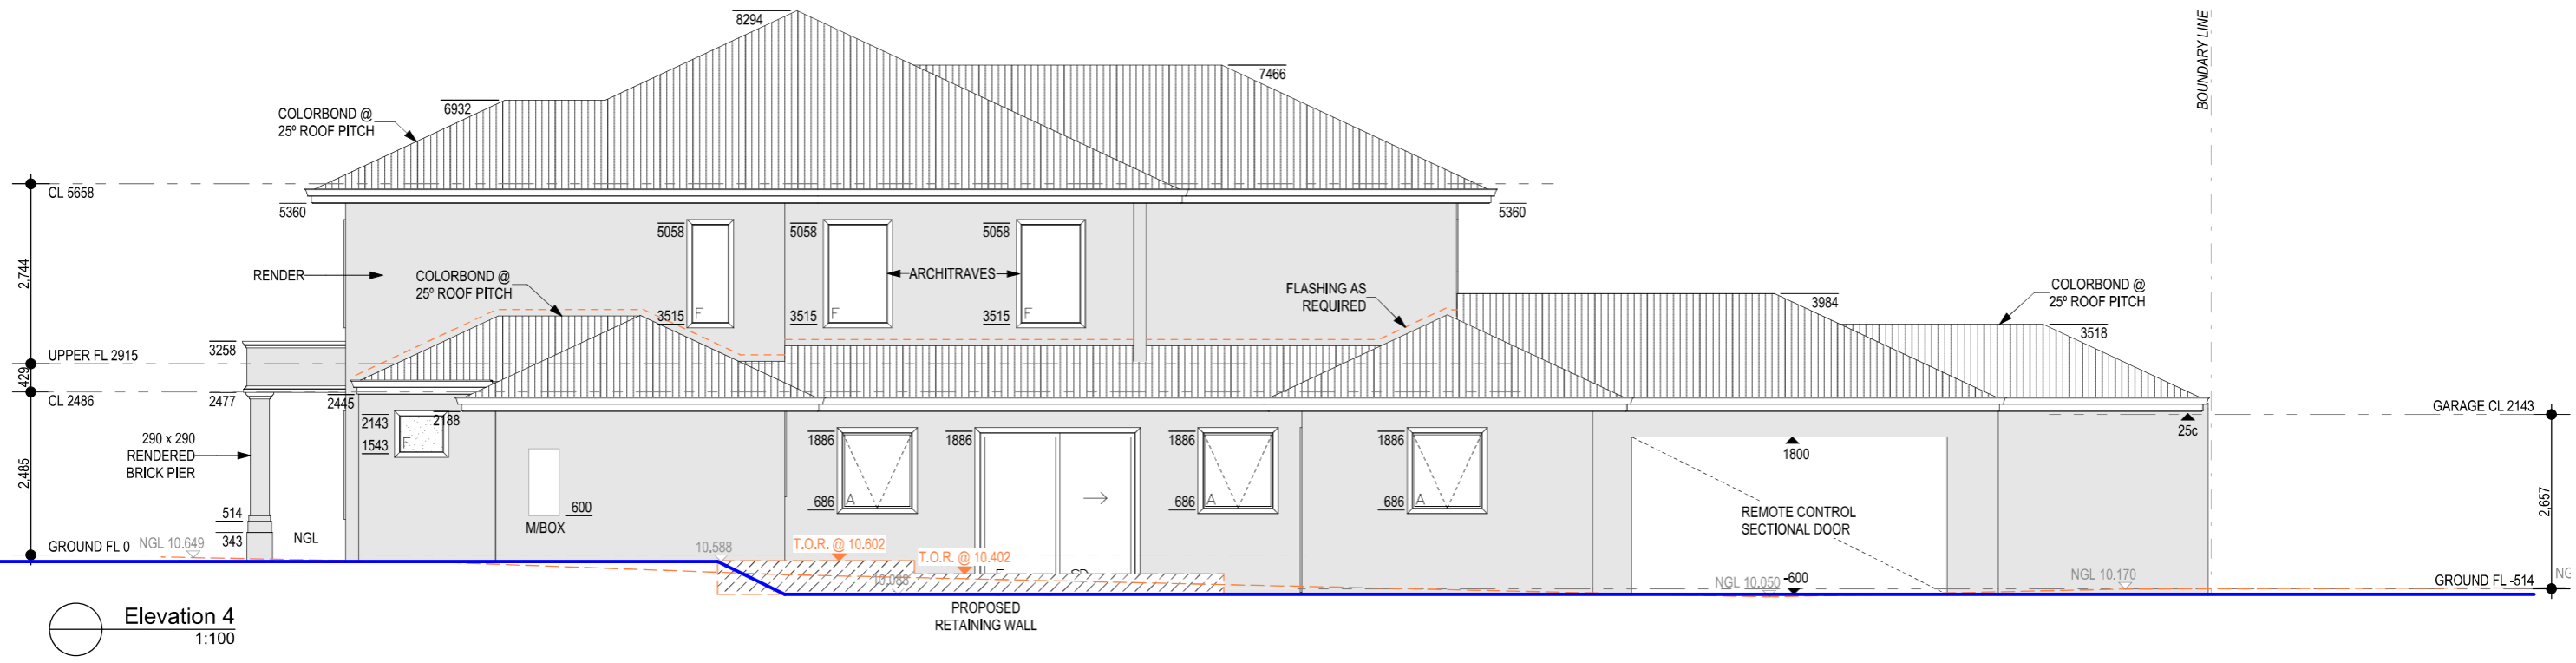 8294
7466
6932
COLORBOND @
25º ROOF PITCH
BOUNDARY LINE
CL 5658
5360
5360
5058
5058
5058
2,744
RENDER
COLORBOND @
25º ROOF PITCH
ARCHITRAVES
FLASHING AS
REQUIRED
COLORBOND @
25º ROOF PITCH
3984
3515
F
3515
F
3515
F
3518
UPPER FL 2915
3258
429
CL 2486
2477
2445
2143
2188
1543
F
GARAGE CL 2143
25c
290 x 290
RENDERED
BRICK PIER
2,485
1886
1886
1886
1886
1800
686
A
686
A
686
A
600
M/BOX
REMOTE CONTROL
SECTIONAL DOOR
2,657
514
343
NGL
GROUND FL 0
NGL 10.649
10.588
T.O.R. @ 10.602
T.O.R. @ 10.402
10.088
NGL 10.050
-600
NGL 10.170
NG
GROUND FL -514
PROPOSED
RETAINING WALL
Elevation 4
1:100